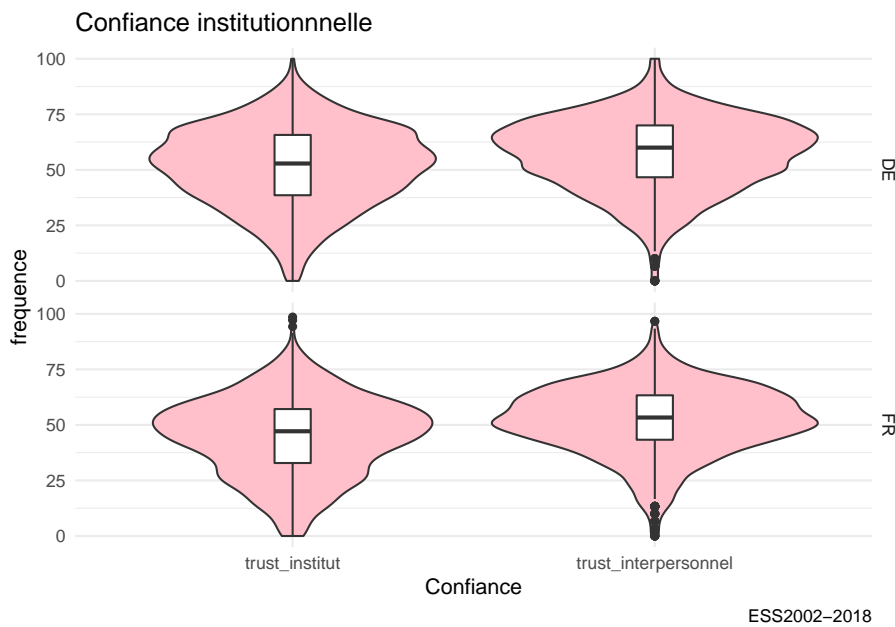 Confiance institutionnnelle
frequence
100
75
50
25
0
DE
100
75
50
25
0
FR
trust_institut trust_interpersonnel
Confiance
ESS2002−2018